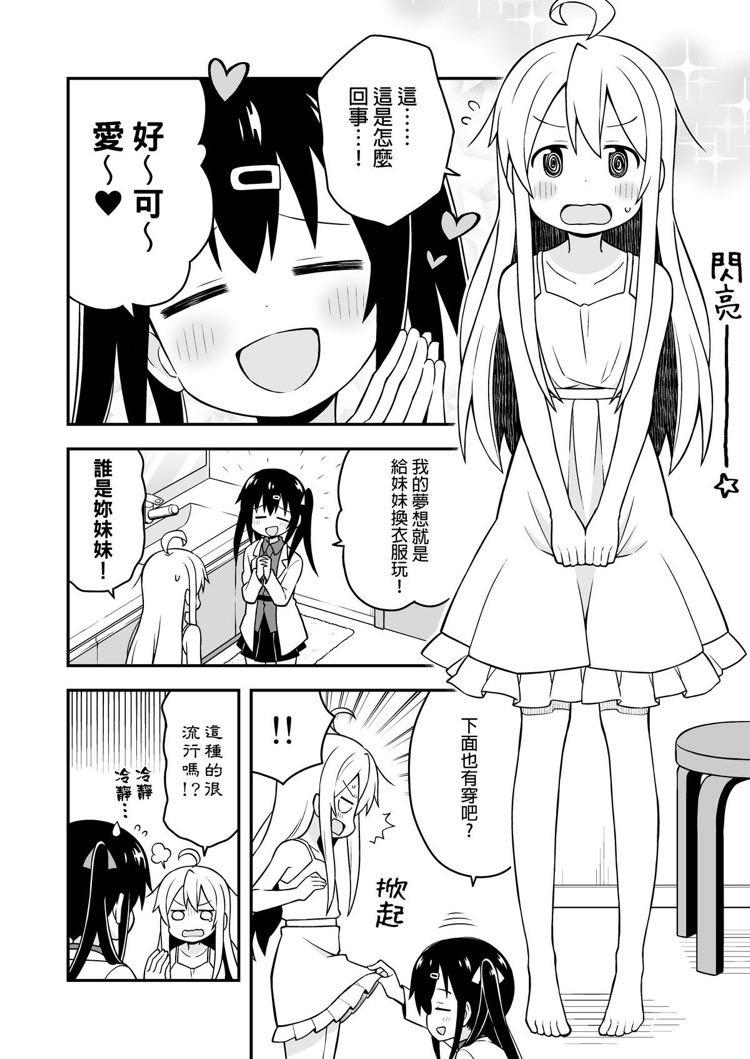 這……
這是怎麼
回事…！
閃亮——☆
好～可～
愛～♥
我的夢想就是
給妹妹換衣服玩！
誰是妳妹妹！
下面也有穿吧？
掀起
!!
這種的很
流行嗎!?
冷靜
冷靜…